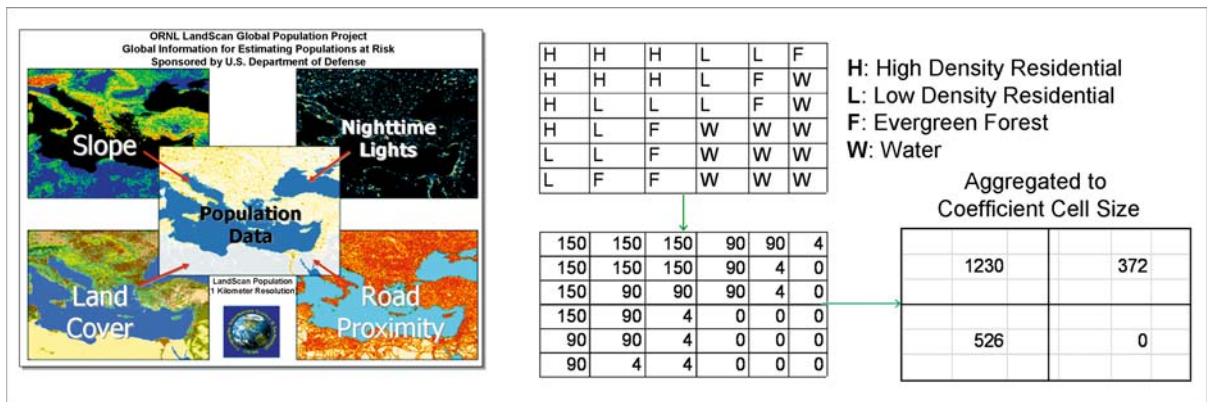 ORNL LandScan Global Population Project
Global Information for Estimating Populations at Risk
Sponsored by U.S. Department of Defense
Slope
Nighttime
Lights
Population
Data
Land
Cover
LandScan Population
1 Kilometer Resolution
Road
Proximity
H H H L L F
H H H L F W
H L L L F W
H L F W W W
L L F W W W
L F F W W W
H: High Density Residential
L: Low Density Residential
F: Evergreen Forest
W: Water
150 150 150 90 90 4
150 150 150 90 4 0
150 90 90 90 4 0
150 90 4 0 0 0
90 90 4 0 0 0
90 4 4 0 0 0
Aggregated to
Coefficient Cell Size
1230 372
526 0